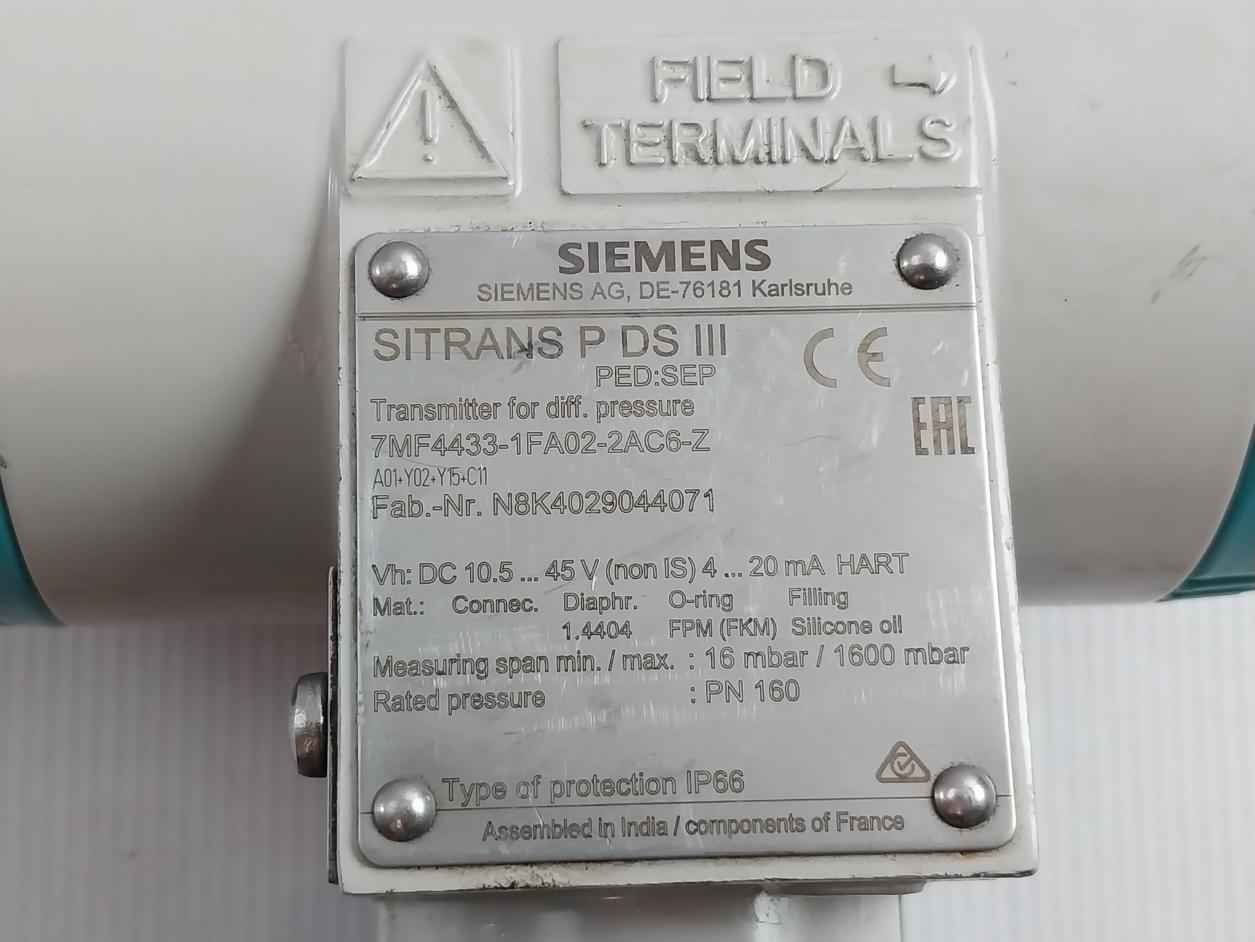 FIELD →
TERMINALS
SIEMENS
SIEMENS AG, DE-76181 Karlsruhe
SITRANS P DS III CE
PED:SEP
Transmitter for diff. pressure
EAC
7MF4433-1FA02-2AC6-Z
A01+Y02+Y15+C11
Fab.-Nr. N8K4029044071
Vh: DC 10.5 ... 45 V (non IS) 4 ... 20 mA HART
Mat.: Connec. Diaphr. O-ring Filling
1.4404 FPM (FKM) Silicone oil
Measuring span min. / max. : 16 mbar / 1600 mbar
Rated pressure : PN 160
Type of protection IP66
Assembled in India / components of France